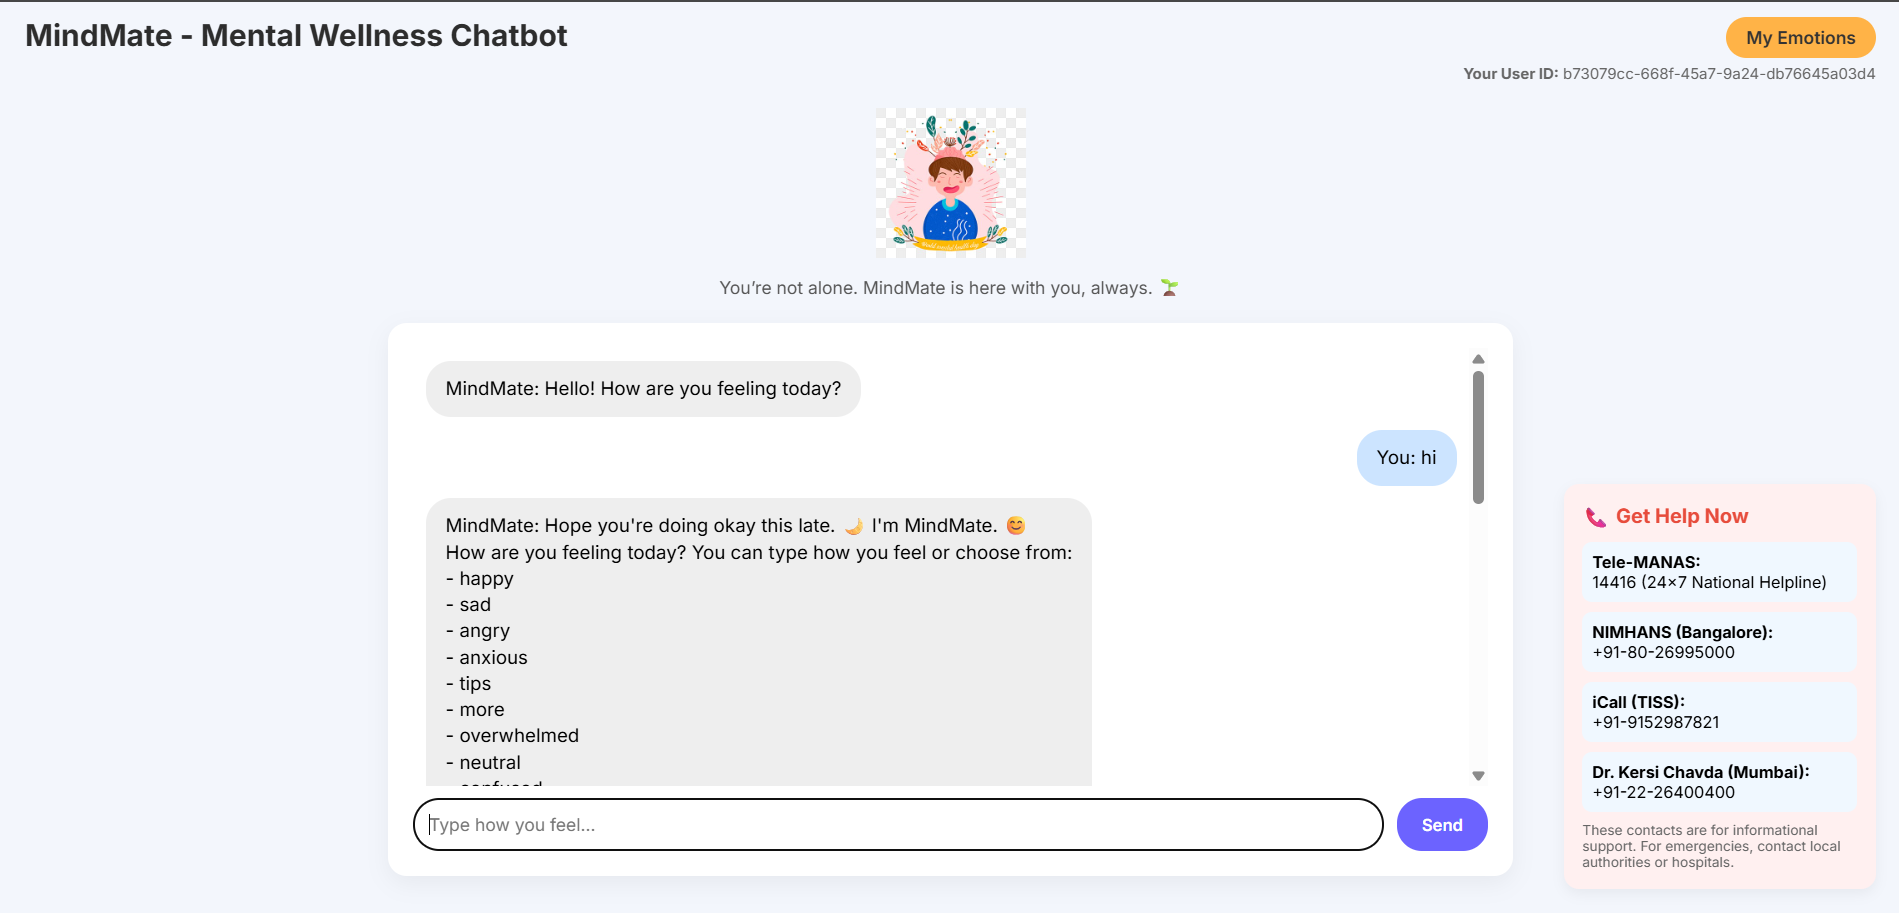 MindMate - Mental Wellness Chatbot
My Emotions
Your User ID: b73079cc-668f-45a7-9a24-db76645a03d4
You’re not alone. MindMate is here with you, always. 🌱
MindMate: Hello! How are you feeling today?
You: hi
MindMate: Hope you're doing okay this late. 🌙 I'm MindMate. 😊
How are you feeling today? You can type how you feel or choose from:
- happy
- sad
- angry
- anxious
- tips
- more
- overwhelmed
- neutral
- confused
Type how you feel...
Send
📞 Get Help Now
Tele-MANAS:
14416 (24×7 National Helpline)
NIMHANS (Bangalore):
+91-80-26995000
iCall (TISS):
+91-9152987821
Dr. Kersi Chavda (Mumbai):
+91-22-26400400
These contacts are for informational
support. For emergencies, contact local
authorities or hospitals.